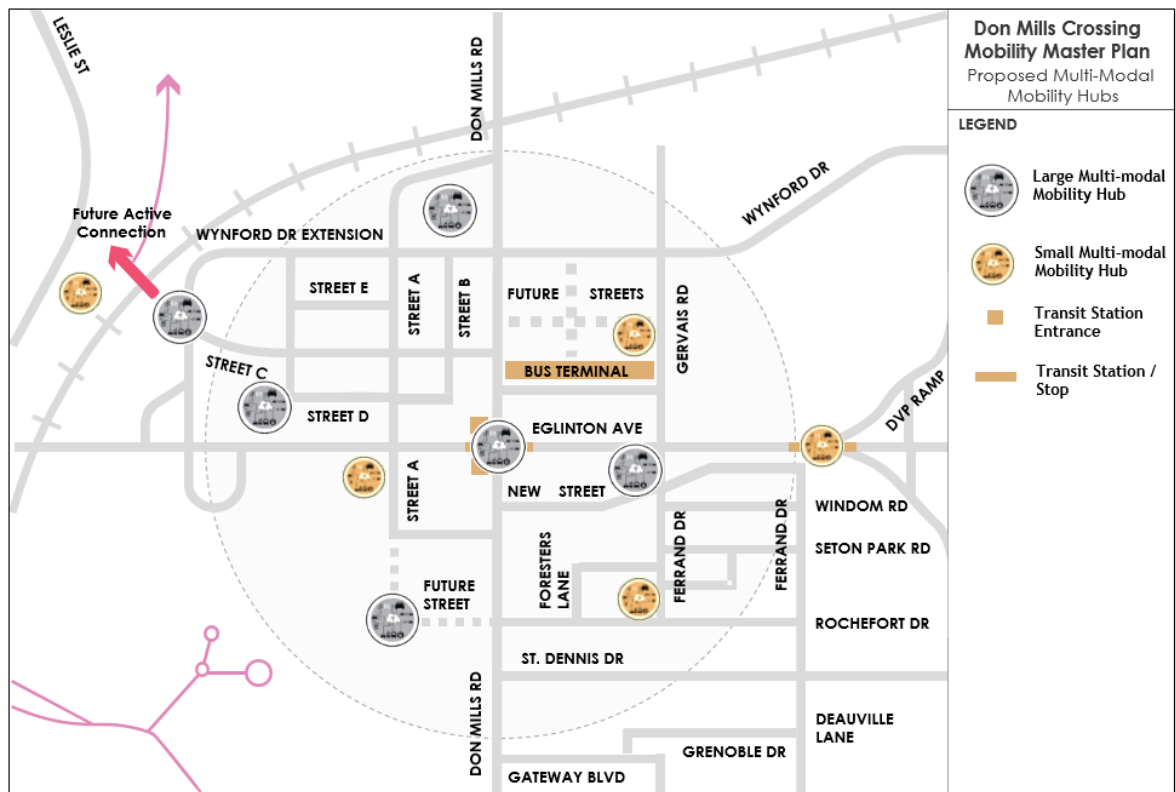 Don Mills Crossing
Mobility Master Plan
Proposed Multi-Modal
Mobility Hubs
LEGEND
Large Multi-modal
Mobility Hub
Small Multi-modal
Mobility Hub
Transit Station
Entrance
Transit Station /
Stop
LESLIE ST
DON MILLS RD
Future Active
Connection
WYNFORD DR EXTENSION
WYNFORD DR
STREET E
STREET A
STREET B
FUTURE STREETS
GERVAIS RD
STREET C
BUS TERMINAL
DVP RAMP
STREET D
EGLINTON AVE
STREET A
NEW STREET
WINDOM RD
FORESTERS
LANE
FERRAND DR
FERRAND DR
SETON PARK RD
FUTURE
STREET
ROCHEFORT DR
ST. DENNIS DR
DON MILLS RD
DEAUVILLE
LANE
GRENOBLE DR
GATEWAY BLVD